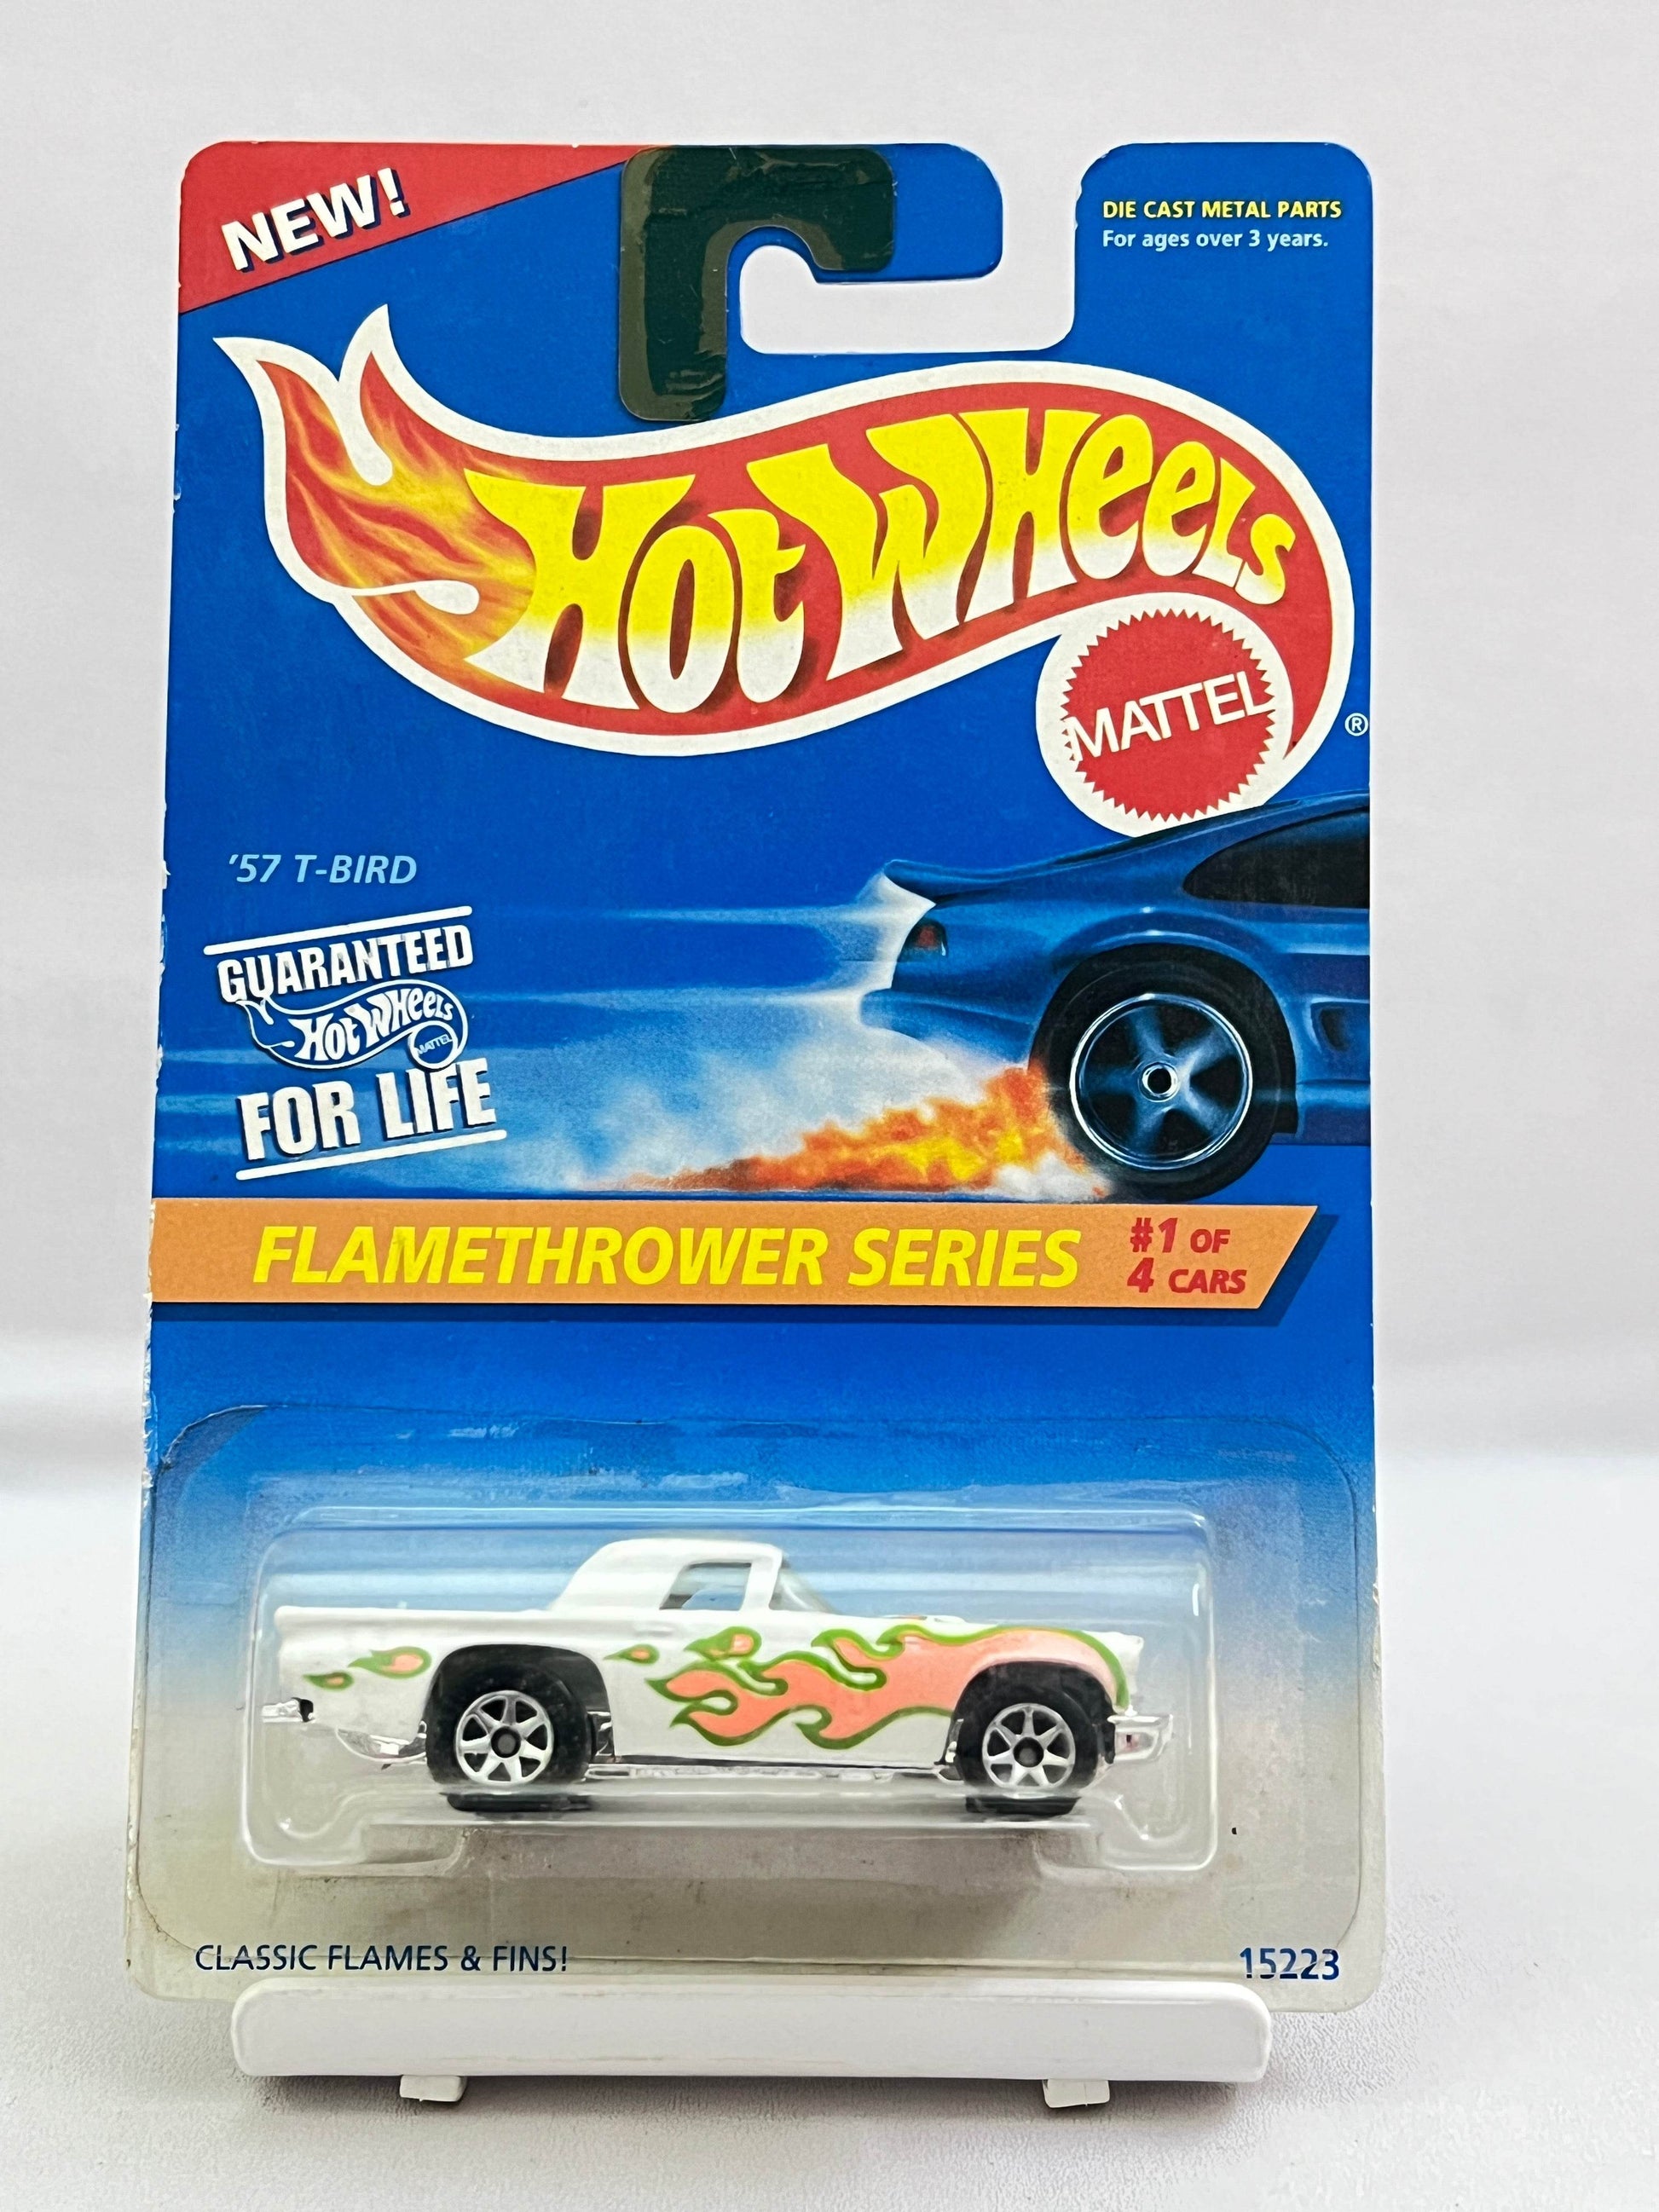 NEW!
DIE CAST METAL PARTS
For ages over 3 years.
HOT WHEELS
MATTEL
®
'57 T-BIRD
GUARANTEED
HOT WHEELS
MATTEL
FOR LIFE
FLAMETHROWER SERIES
#1 OF
4 CARS
CLASSIC FLAMES & FINS!
15223